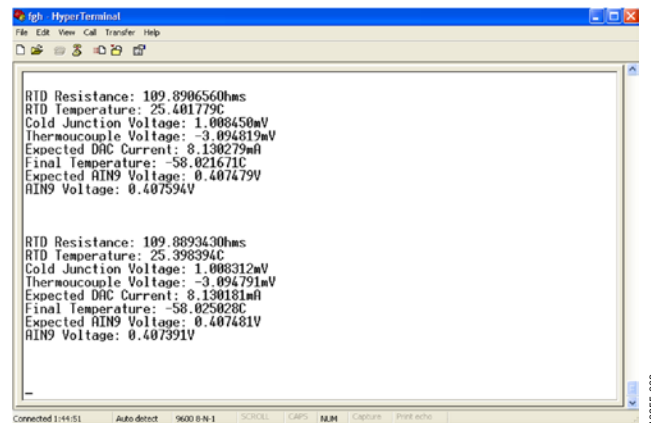 fgh - HyperTerminal
File Edit View Call Transfer Help
RTD Resistance: 109.890656Ohms
RTD Temperature: 25.401779C
Cold Junction Voltage: 1.008450mV
Thermoucouple Voltage: -3.094819mV
Expected DAC Current: 8.130279mA
Final Temperature: -58.021671C
Expected AIN9 Voltage: 0.407479V
AIN9 Voltage: 0.407594V
RTD Resistance: 109.889343Ohms
RTD Temperature: 25.398394C
Cold Junction Voltage: 1.008312mV
Thermoucouple Voltage: -3.094791mV
Expected DAC Current: 8.130181mA
Final Temperature: -58.025028C
Expected AIN9 Voltage: 0.407481V
AIN9 Voltage: 0.407391V
_
Connected 1:44:51 Auto detect 9600 8-N-1 SCROLL CAPS NUM Capture Print echo